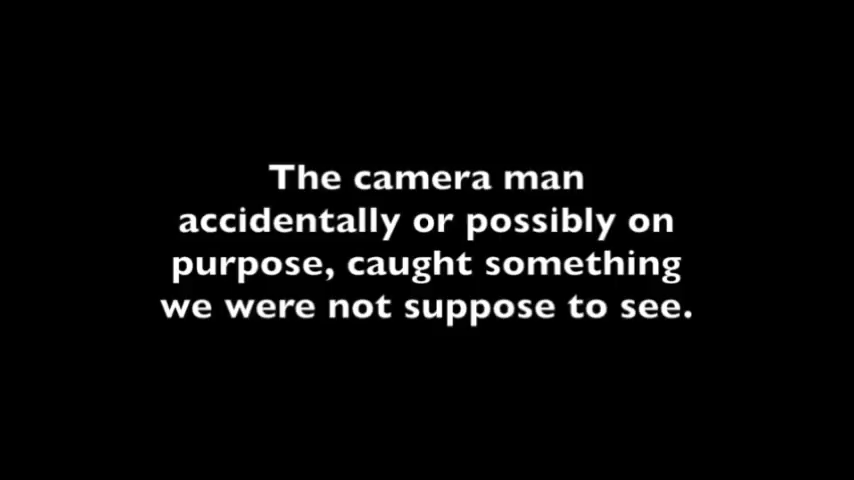 The camera man
accidentally or possibly on
purpose, caught something
we were not suppose to see.